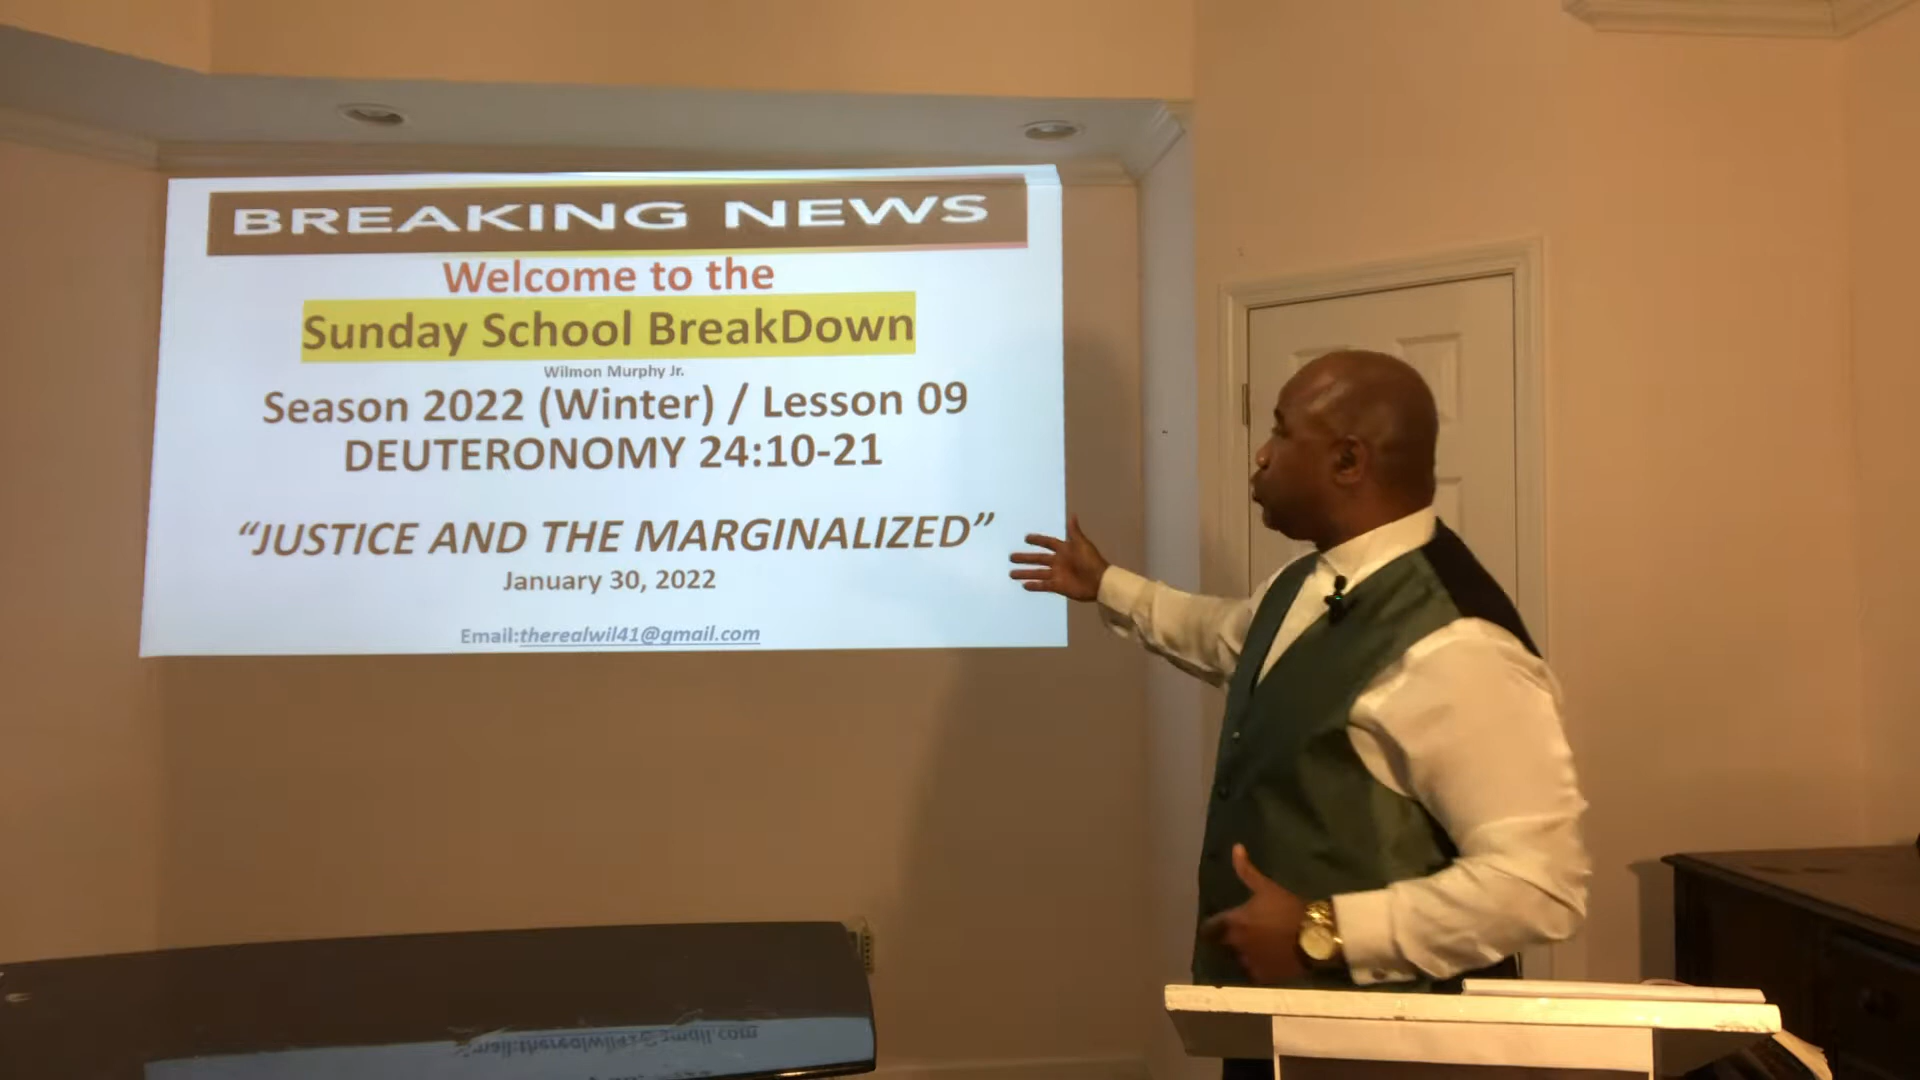 BREAKING NEWS
Welcome to the
Sunday School BreakDown
Wilmon Murphy Jr.
Season 2022 (Winter) / Lesson 09
DEUTERONOMY 24:10-21
“JUSTICE AND THE MARGINALIZED”
January 30, 2022
Email:therealwil41@gmail.com